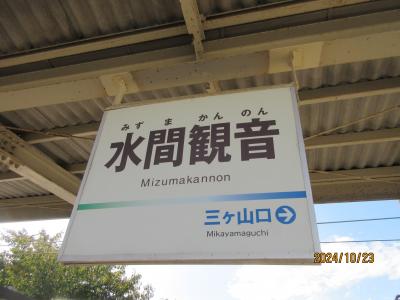 みずまかんのん
水間観音
Mizumakannon
三ヶ山口
Mikayamaguchi
2024/10/23